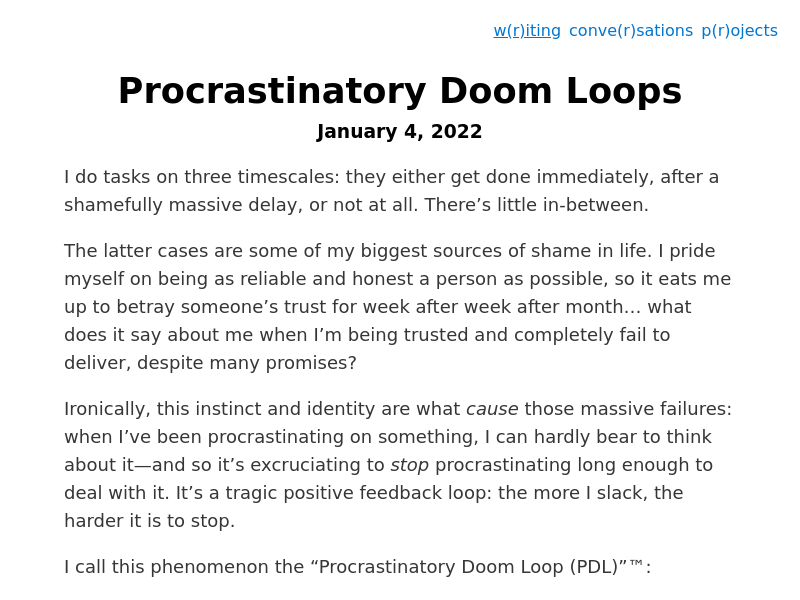 w(r)iting conve(r)sations p(r)ojects
Procrastinatory Doom Loops
January 4, 2022
I do tasks on three timescales: they either get done immediately, after a
shamefully massive delay, or not at all. There’s little in-between.
The latter cases are some of my biggest sources of shame in life. I pride
myself on being as reliable and honest a person as possible, so it eats me
up to betray someone’s trust for week after week after month… what
does it say about me when I’m being trusted and completely fail to
deliver, despite many promises?
Ironically, this instinct and identity are what cause those massive failures:
when I’ve been procrastinating on something, I can hardly bear to think
about it—and so it’s excruciating to stop procrastinating long enough to
deal with it. It’s a tragic positive feedback loop: the more I slack, the
harder it is to stop.
I call this phenomenon the “Procrastinatory Doom Loop (PDL)”™: